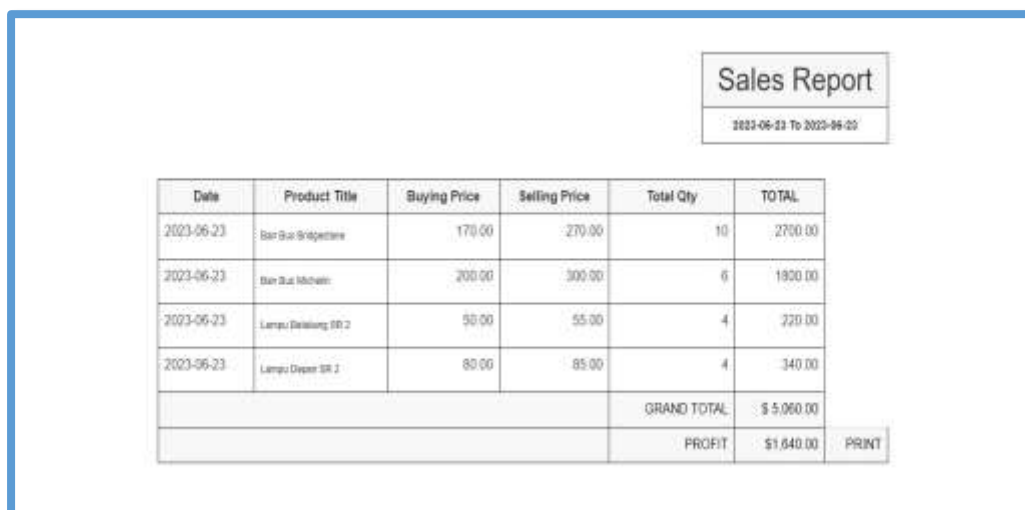 Sales Report
2023-06-23 To 2023-06-23
Date Product Title Buying Price Selling Price Total Qty TOTAL
2023-06-23 Ban Bus Bridgestone 170.00 270.00 10 2700.00
2023-06-23 Ban Bus Michelin 200.00 300.00 6 1800.00
2023-06-23 Lampu Belakang SR 2 50.00 55.00 4 220.00
2023-06-23 Lampu Depan SR 2 80.00 85.00 4 340.00
GRAND TOTAL $ 5,060.00
PROFIT $1,640.00 PRINT